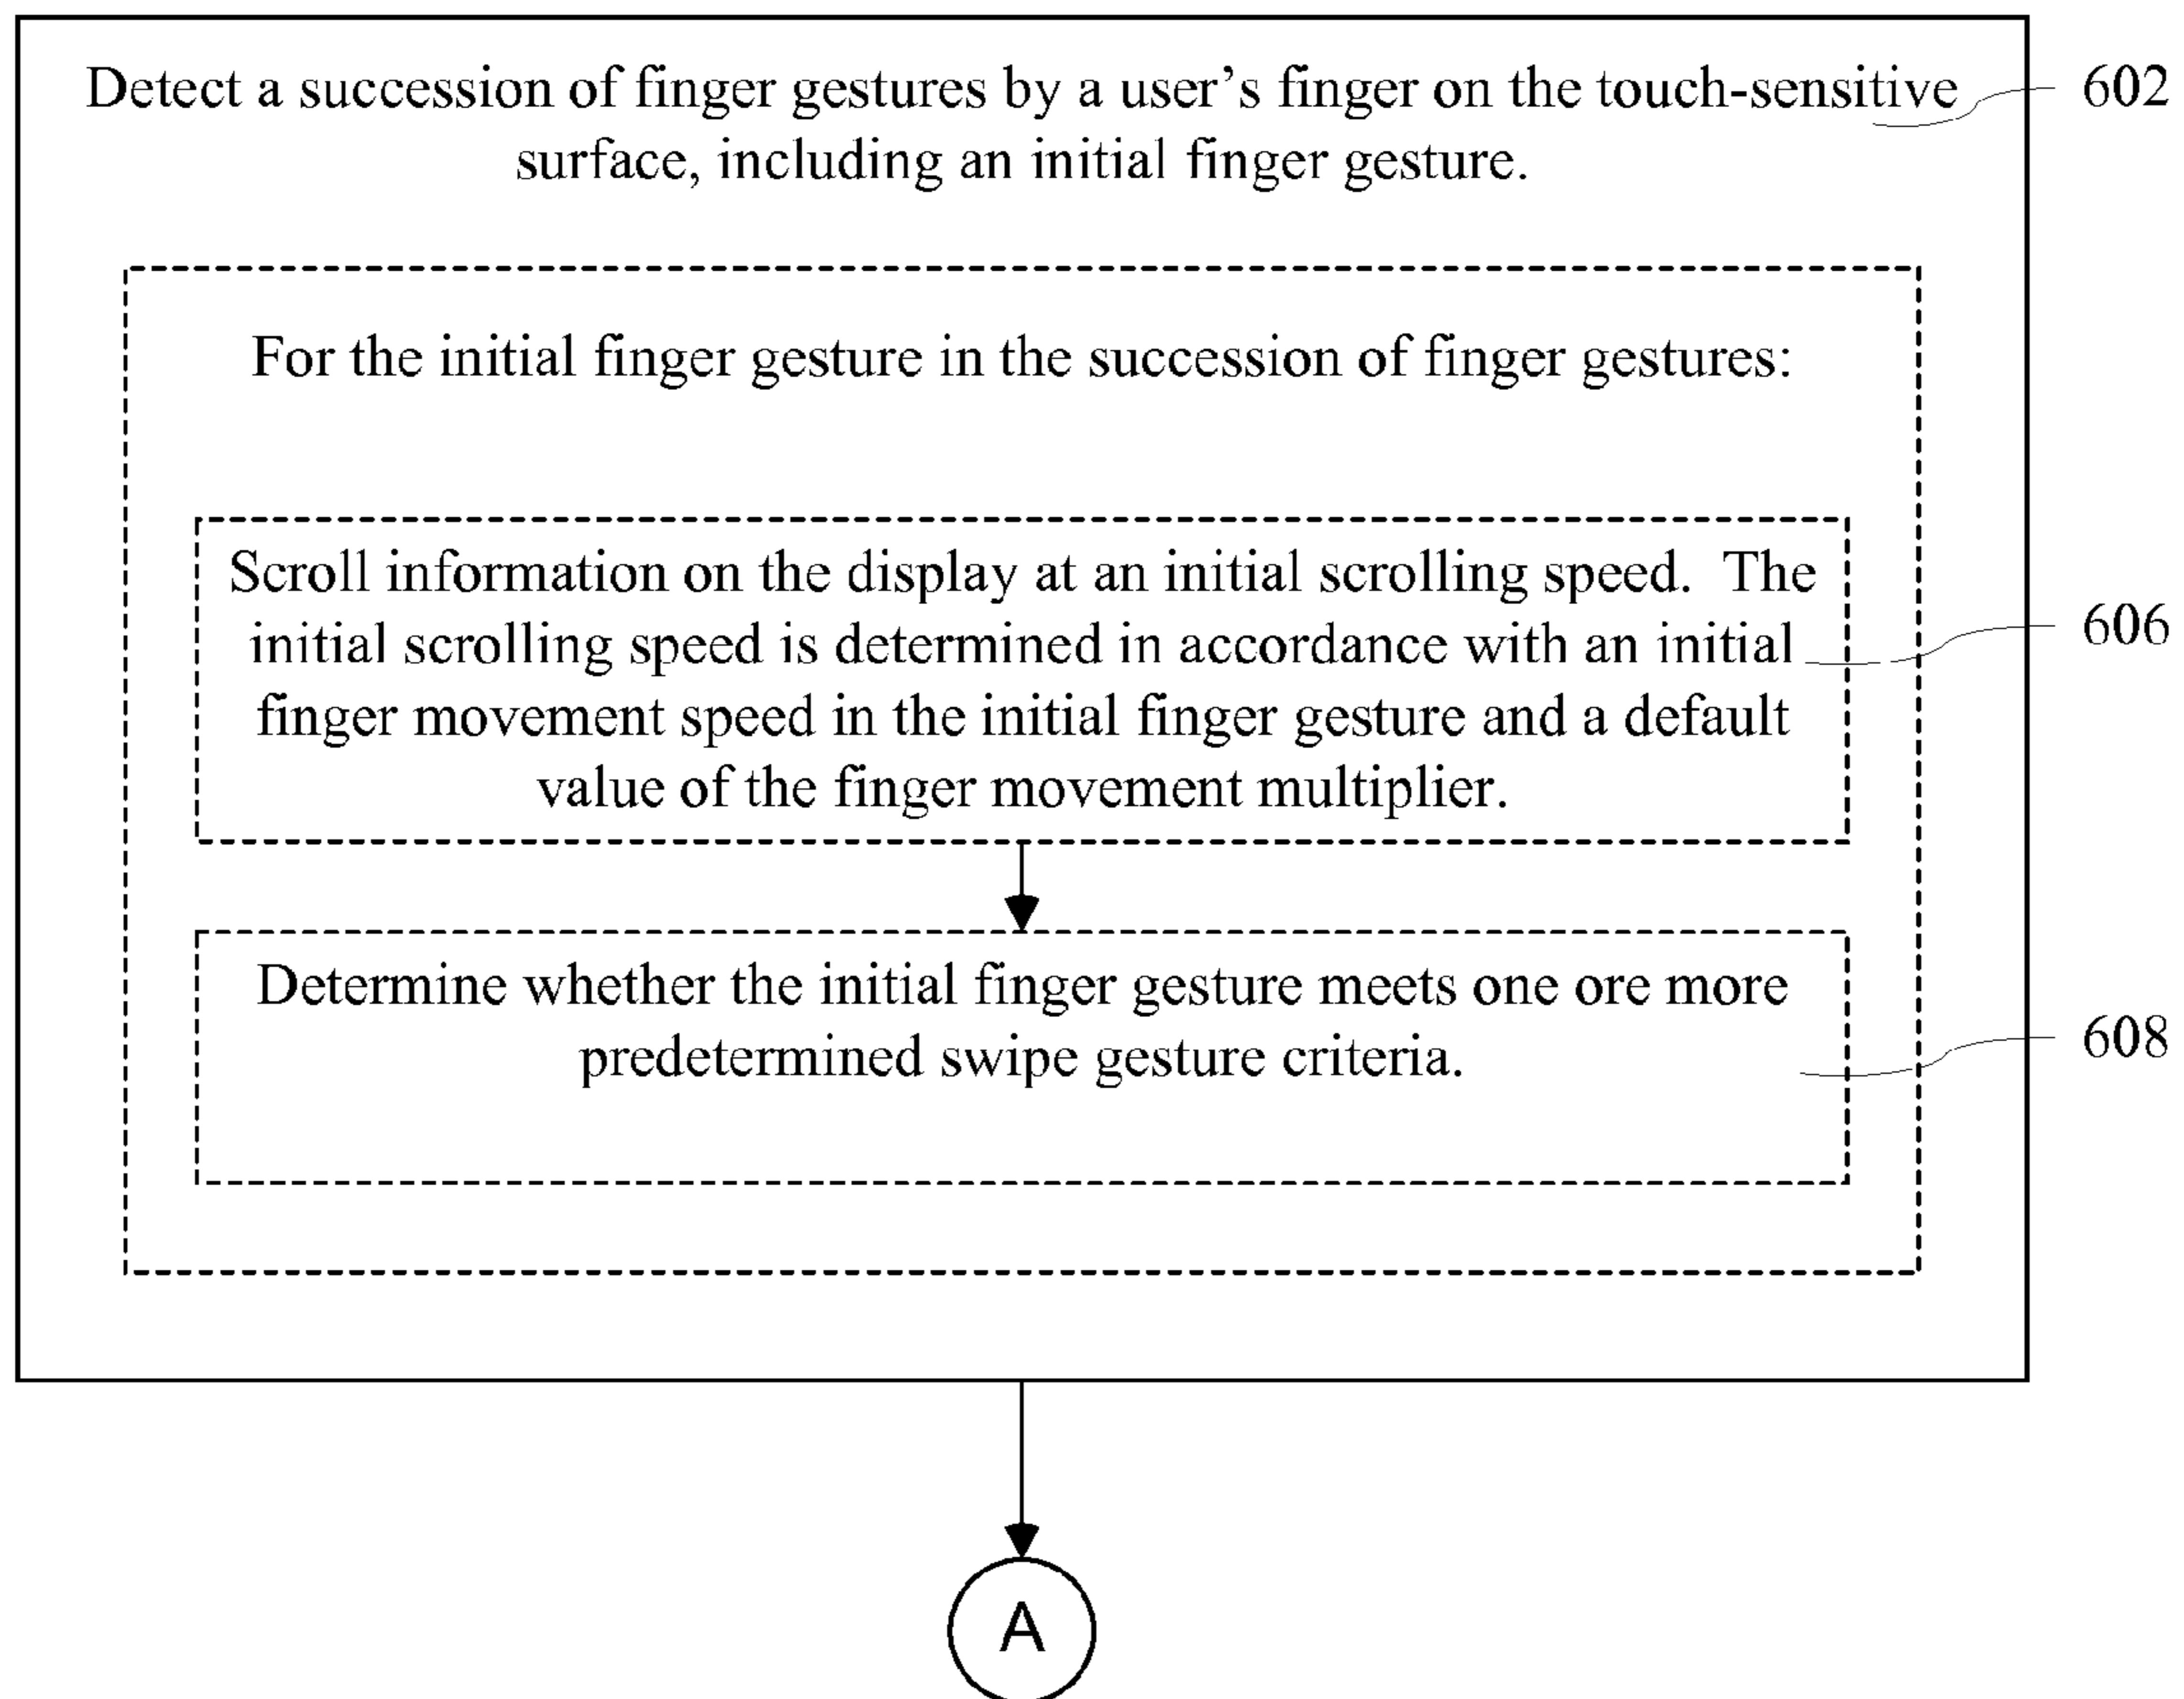 Detect a succession of finger gestures by a user’s finger on the touch-sensitive
surface, including an initial finger gesture.
602
For the initial finger gesture in the succession of finger gestures:
Scroll information on the display at an initial scrolling speed.  The
initial scrolling speed is determined in accordance with an initial
finger movement speed in the initial finger gesture and a default
value of the finger movement multiplier.
606
Determine whether the initial finger gesture meets one ore more
predetermined swipe gesture criteria.
608
A